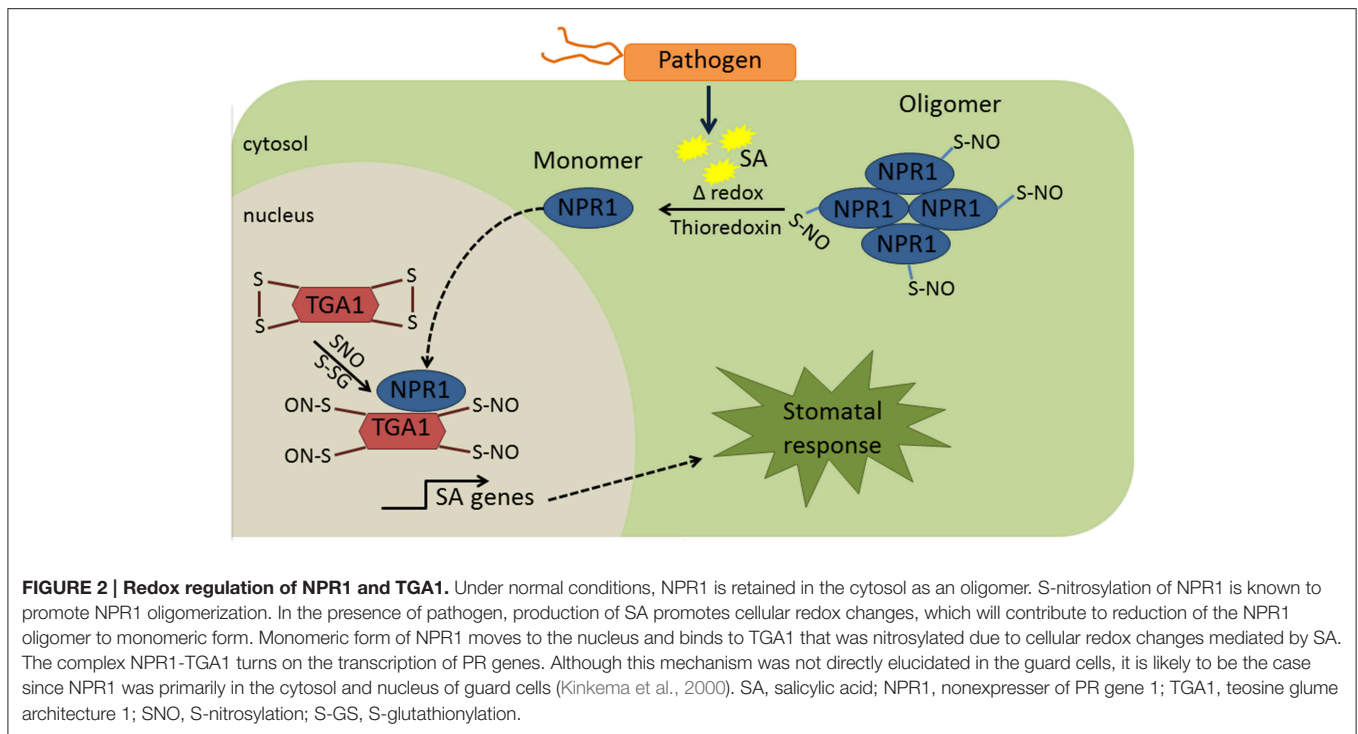 Pathogen
Oligomer
cytosol
S-NO
Monomer
SA
NPR1
Δ redox
S-NO
nucleus
NPR1
NPR1
NPR1
Thioredoxin
S-NO
NPR1
S-NO
S
S
TGA1
S
S
SNO
S-SG
NPR1
ON-S
S-NO
TGA1
ON-S
S-NO
SA genes
Stomatal
response
FIGURE 2 | Redox regulation of NPR1 and TGA1. Under normal conditions, NPR1 is retained in the cytosol as an oligomer. S-nitrosylation of NPR1 is known to
promote NPR1 oligomerization. In the presence of pathogen, production of SA promotes cellular redox changes, which will contribute to reduction of the NPR1
oligomer to monomeric form. Monomeric form of NPR1 moves to the nucleus and binds to TGA1 that was nitrosylated due to cellular redox changes mediated by SA.
The complex NPR1-TGA1 turns on the transcription of PR genes. Although this mechanism was not directly elucidated in the guard cells, it is likely to be the case
since NPR1 was primarily in the cytosol and nucleus of guard cells (Kinkema et al., 2000). SA, salicylic acid; NPR1, nonexpresser of PR gene 1; TGA1, teosine glume
architecture 1; SNO, S-nitrosylation; S-GS, S-glutathionylation.